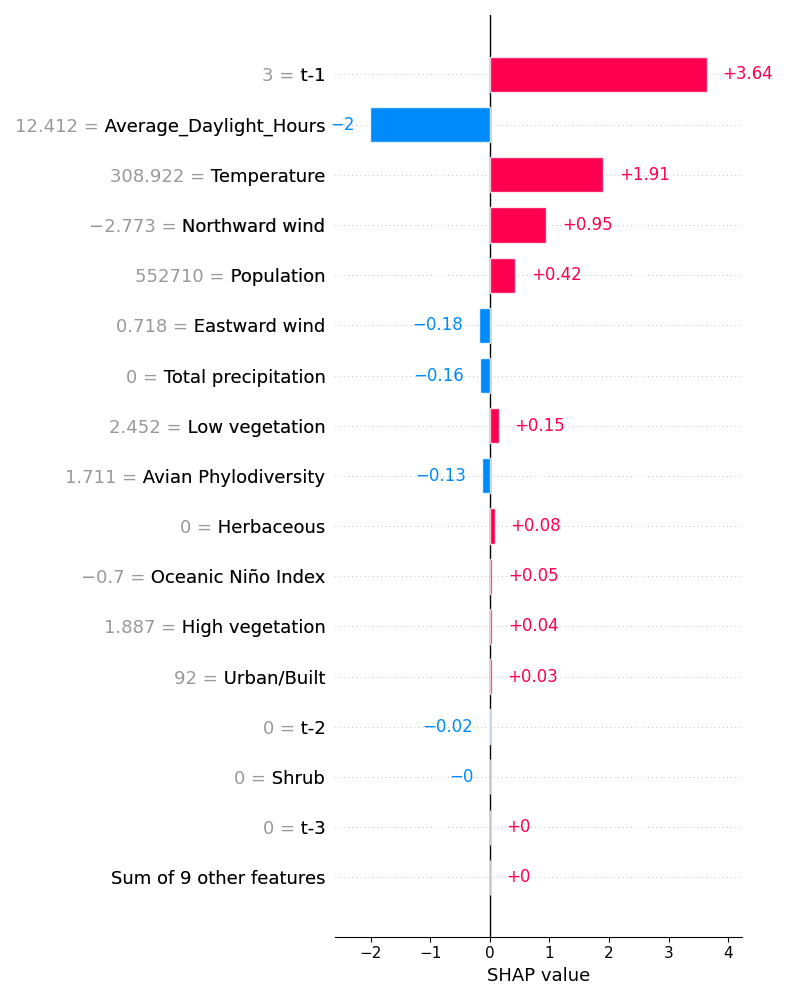 3 = t-1 +3.64
12.412 = Average_Daylight_Hours −2
308.922 = Temperature +1.91
−2.773 = Northward wind +0.95
552710 = Population +0.42
0.718 = Eastward wind −0.18
0 = Total precipitation −0.16
2.452 = Low vegetation +0.15
1.711 = Avian Phylodiversity −0.13
0 = Herbaceous +0.08
−0.7 = Oceanic Niño Index +0.05
1.887 = High vegetation +0.04
92 = Urban/Built +0.03
0 = t-2 −0.02
0 = Shrub −0
0 = t-3 +0
Sum of 9 other features +0
−2 −1 0 1 2 3 4
SHAP value